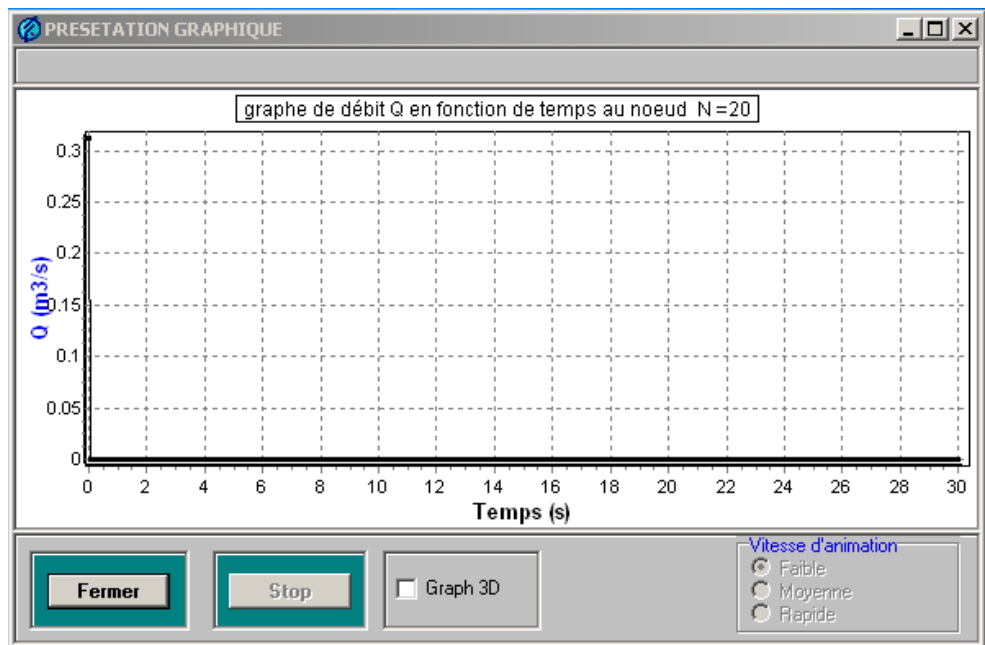 PRESETATION GRAPHIQUE
graphe de débit Q en fonction de temps au noeud N =20
0.3
0.25
0.2
0.15
0.1
0.05
0
Q (m3/s)
0 2 4 6 8 10 12 14 16 18 20 22 24 26 28 30
Temps (s)
Fermer
Stop
Graph 3D
Vitesse d'animation
Faible
Moyenne
Rapide